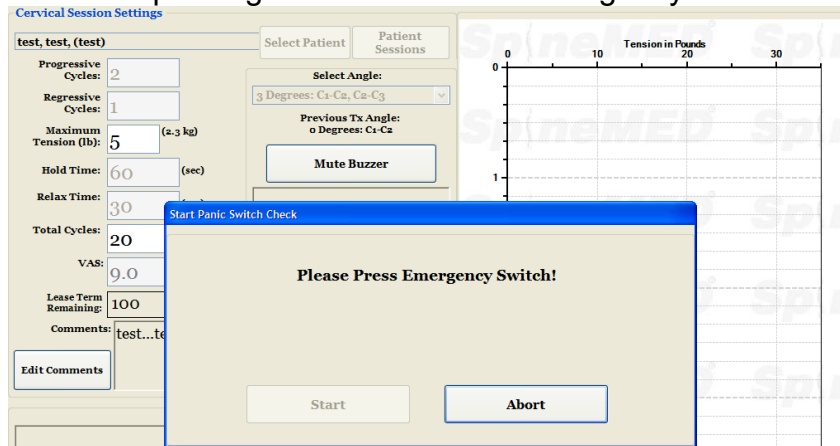 Cervical Session Settings
test, test, (test)
Select Patient
Patient
Sessions
Progressive
Cycles:
2
Regressive
Cycles:
1
Maximum
Tension (lb):
5
(2.3 kg)
Hold Time:
60
(sec)
Relax Time:
30
Total Cycles:
20
VAS:
9.0
Lease Term
Remaining:
100
Comments:
test...te
Edit Comments
Select Angle:
3 Degrees: C1-C2, C2-C3
Previous Tx Angle:
0 Degrees: C1-C2
Mute Buzzer
Tension in Pounds
0
10
20
30
0
1
SpineMED
Start Panic Switch Check
Please Press Emergency Switch!
Start
Abort